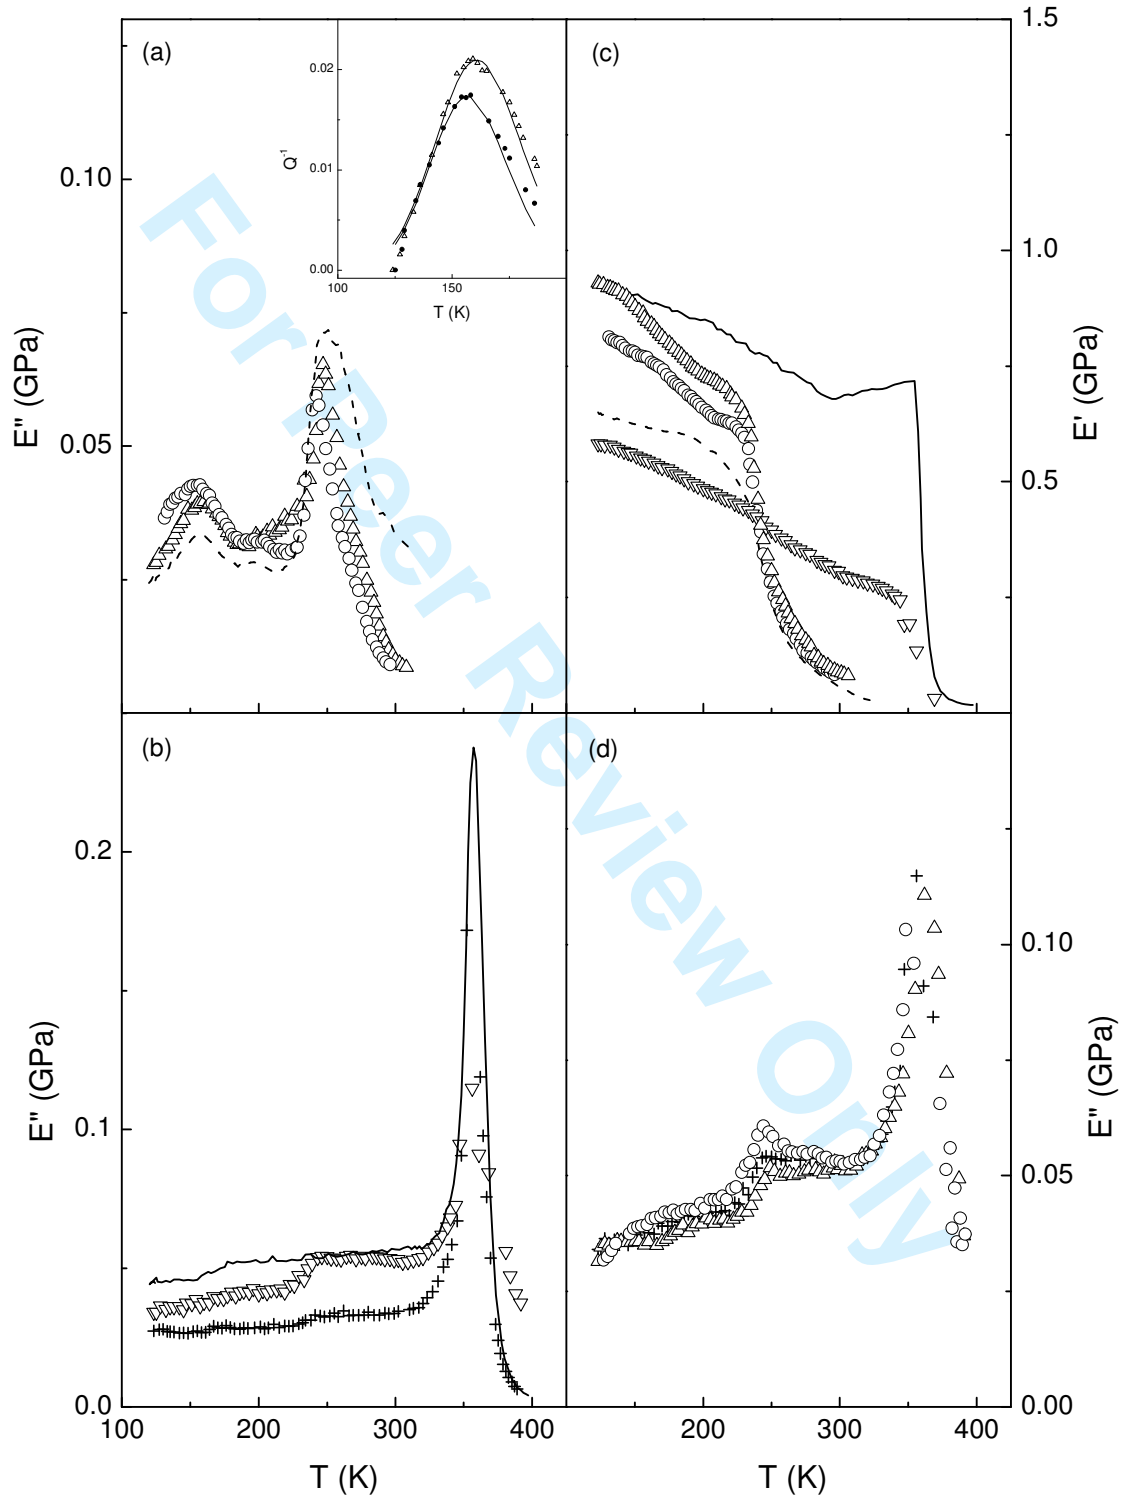 (a)
0.10
0.05
E" (GPa)
0.02
0.01
0.00
Q-1
100
150
T (K)
(c)
1.5
1.0
0.5
E' (GPa)
(b)
0.2
0.1
0.0
E" (GPa)
100
200
300
400
T (K)
(d)
0.10
0.05
0.00
E" (GPa)
200
300
400
T (K)
For Peer Review Only